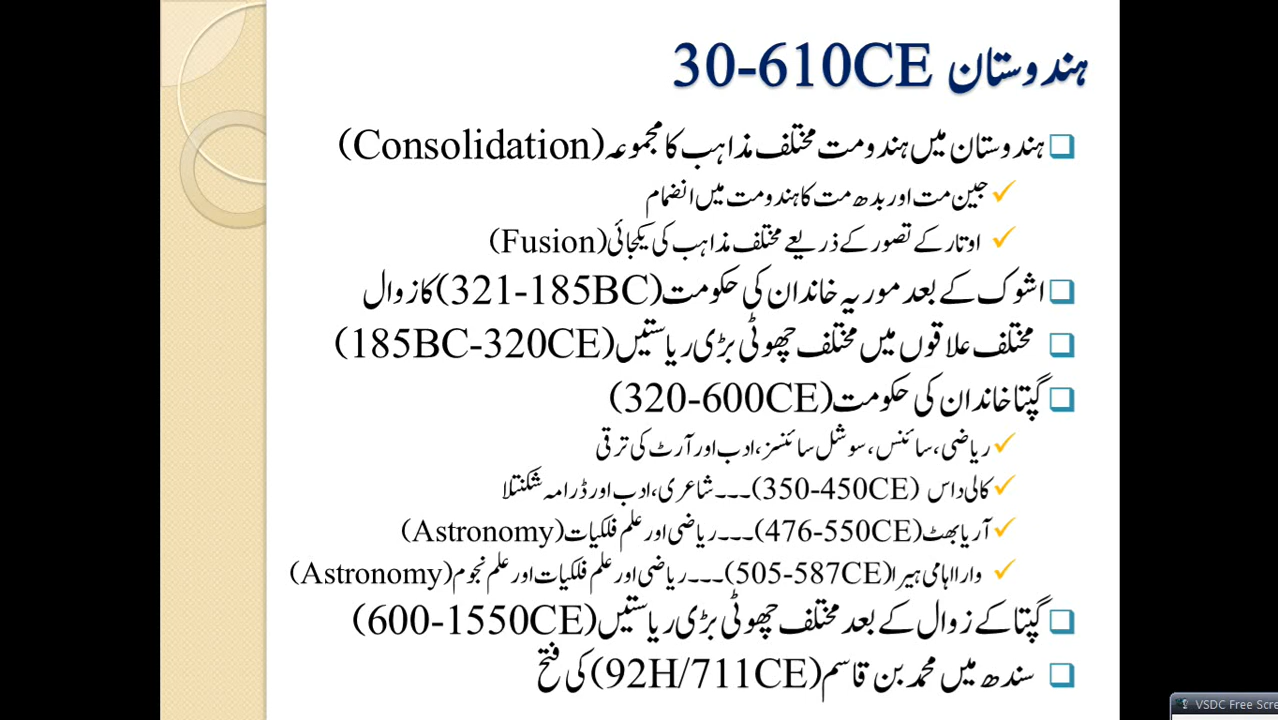 ہندوستان 30-610CE
ہندوستان میں ہندومت مختلف مذاہب کا مجموعہ (Consolidation)
جین مت اور بدھ مت کا ہندومت میں انضمام
اوتار کے تصور کے ذریعے مختلف مذاہب کی یکجائی (Fusion)
اشوک کے بعد موریہ خاندان کی حکومت (321-185BC) کا زوال
مختلف علاقوں میں مختلف چھوٹی بڑی ریاستیں (185BC-320CE)
گپتا خاندان کی حکومت (320-600CE)
ریاضی، سائنس، سوشل سائنسز، ادب اور آرٹ کی ترقی
کالی داس (350-450CE)۔۔۔شاعری، ادب اور ڈرامہ شکنتلا
آریا بھٹ (476-550CE)۔۔۔ریاضی اور علم فلکیات (Astronomy)
وارااہامی ہیرا (505-587CE)۔۔۔ریاضی اور علم فلکیات اور علم نجوم (Astronomy)
گپتا کے زوال کے بعد مختلف چھوٹی بڑی ریاستیں (600-1550CE)
سندھ میں محمد بن قاسم (92H/711CE) کی فتح
VSDC Free Scre